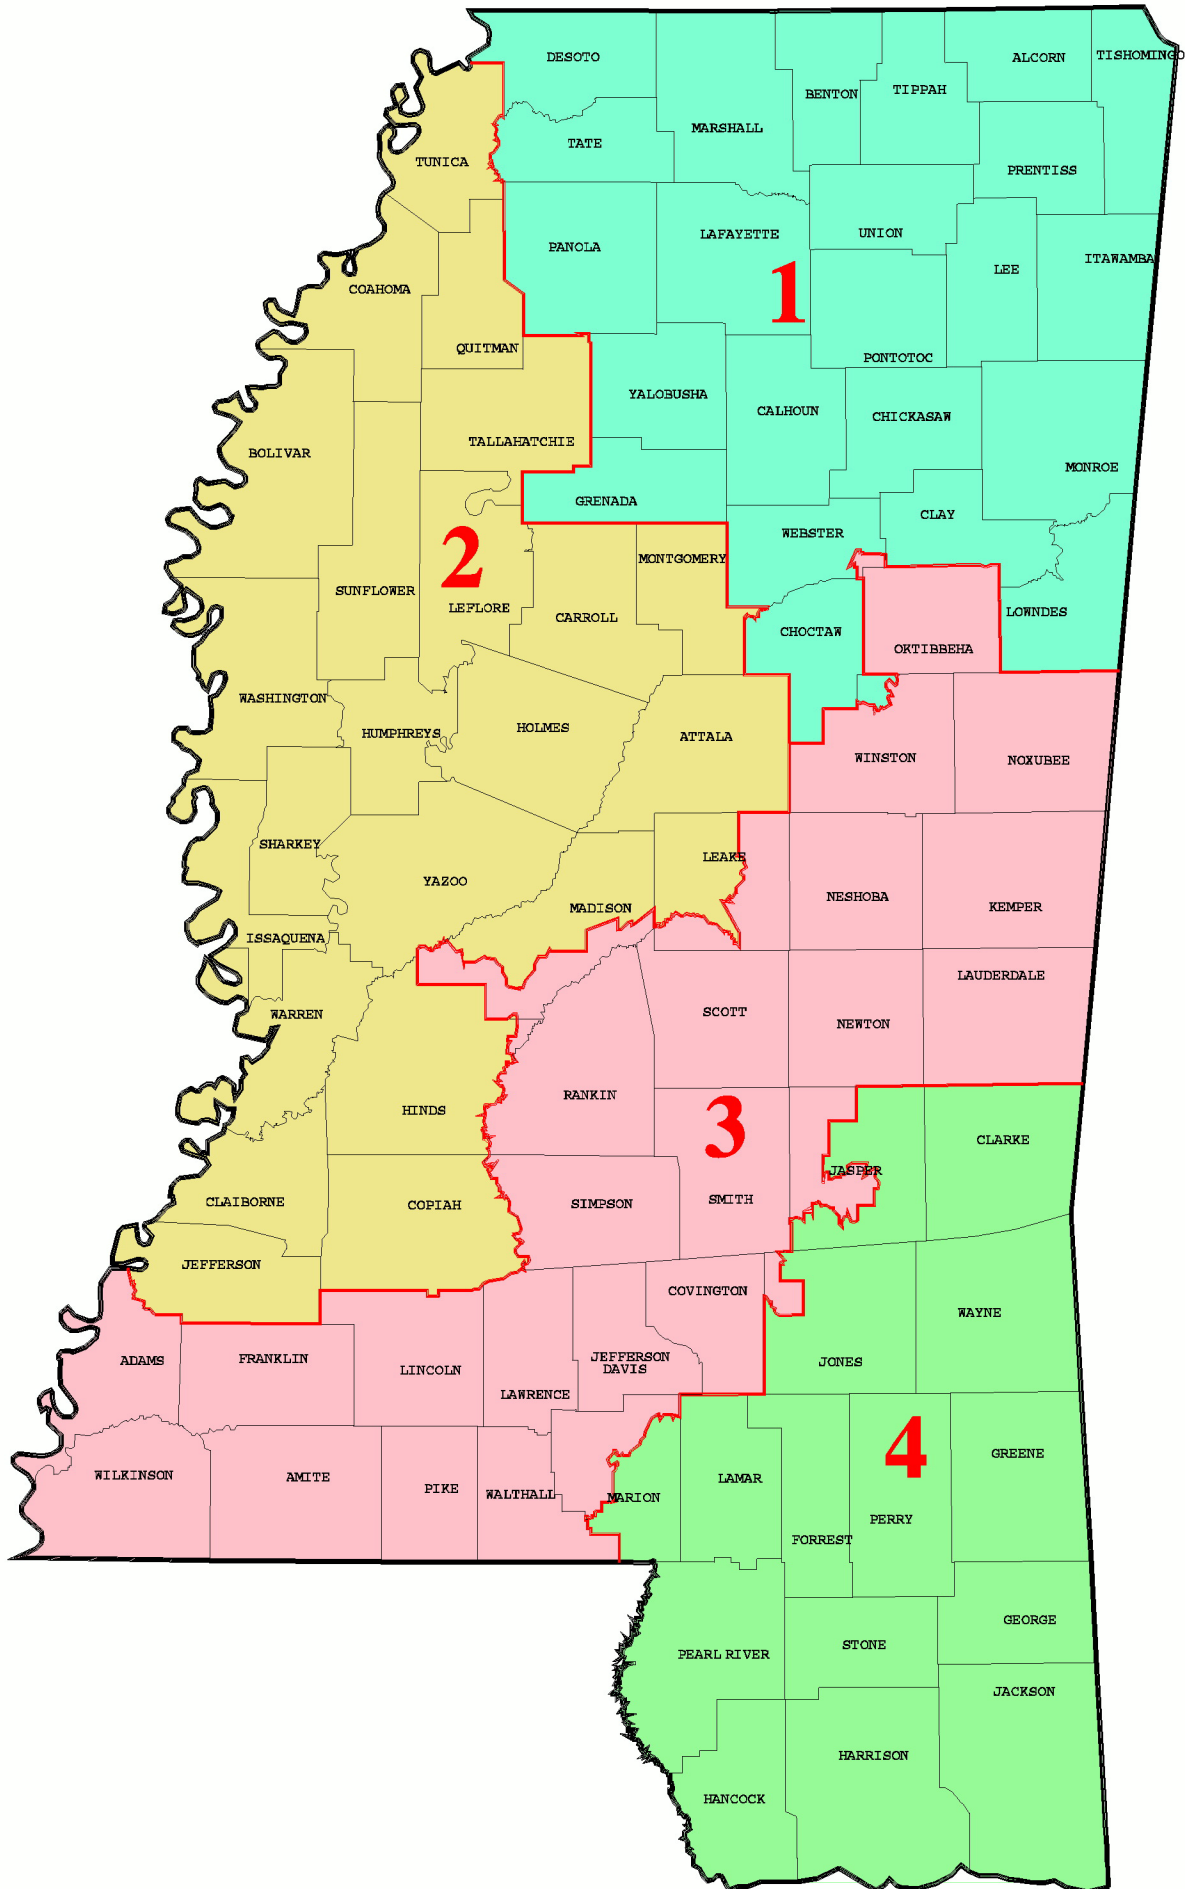 DESOTO
ALCORN
TISHOMINGO
BENTON
TIPPAH
MARSHALL
TATE
TUNICA
PRENTISS
PANOLA
LAFAYETTE
UNION
ITAWAMBA
LEE
COAHOMA
1
QUITMAN
PONTOTOC
YALOBUSHA
CALHOUN
CHICKASAW
TALLAHATCHIE
BOLIVAR
MONROE
GRENADA
CLAY
WEBSTER
2
MONTGOMERY
SUNFLOWER
LEFLORE
CARROLL
LOWNDES
CHOCTAW
OKTIBBEHA
WASHINGTON
HUMPHREYS
HOLMES
ATTALA
WINSTON
NOXUBEE
SHARKEY
LEAKE
YAZOO
NESHOBA
MADISON
KEMPER
ISSAQUENA
LAUDERDALE
WARREN
SCOTT
NEWTON
RANKIN
HINDS
3
CLARKE
JASPER
CLAIBORNE
COPIAH
SIMPSON
SMITH
JEFFERSON
COVINGTON
WAYNE
ADAMS
FRANKLIN
LINCOLN
JEFFERSON
DAVIS
JONES
LAWRENCE
4
GREENE
WILKINSON
AMITE
PIKE
WALTHALL
MARION
LAMAR
PERRY
FORREST
GEORGE
STONE
PEARL RIVER
JACKSON
HARRISON
HANCOCK